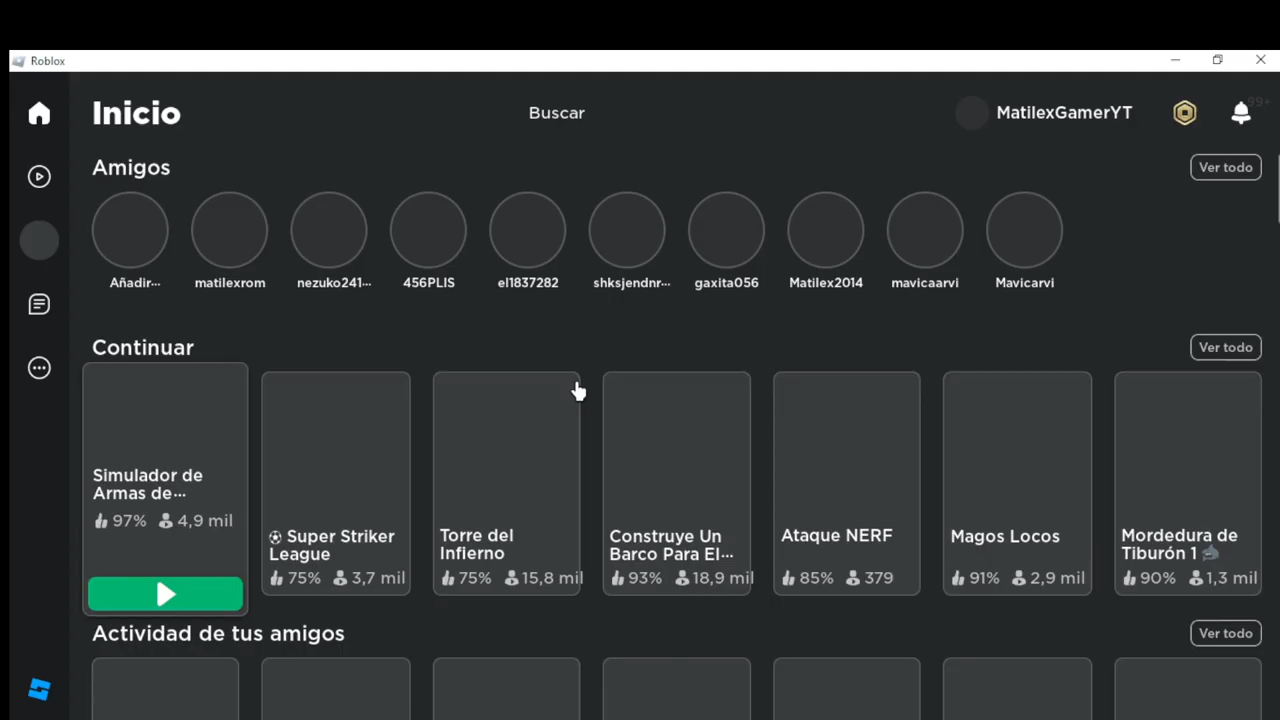 Roblox
Inicio
Buscar
MatilexGamerYT
99+
Amigos
Ver todo
Añadir...
matilexrom
nezuko241...
456PLIS
el1837282
shksjendnr...
gaxita056
Matilex2014
mavicaarvi
Mavicarvi
Continuar
Ver todo
Simulador de
Armas de...
97% 4,9 mil
⚽ Super Striker
League
75% 3,7 mil
Torre del
Infierno
75% 15,8 mil
Construye Un
Barco Para El...
93% 18,9 mil
Ataque NERF
85% 379
Magos Locos
91% 2,9 mil
Mordedura de
Tiburón 1 🦈
90% 1,3 mil
Actividad de tus amigos
Ver todo